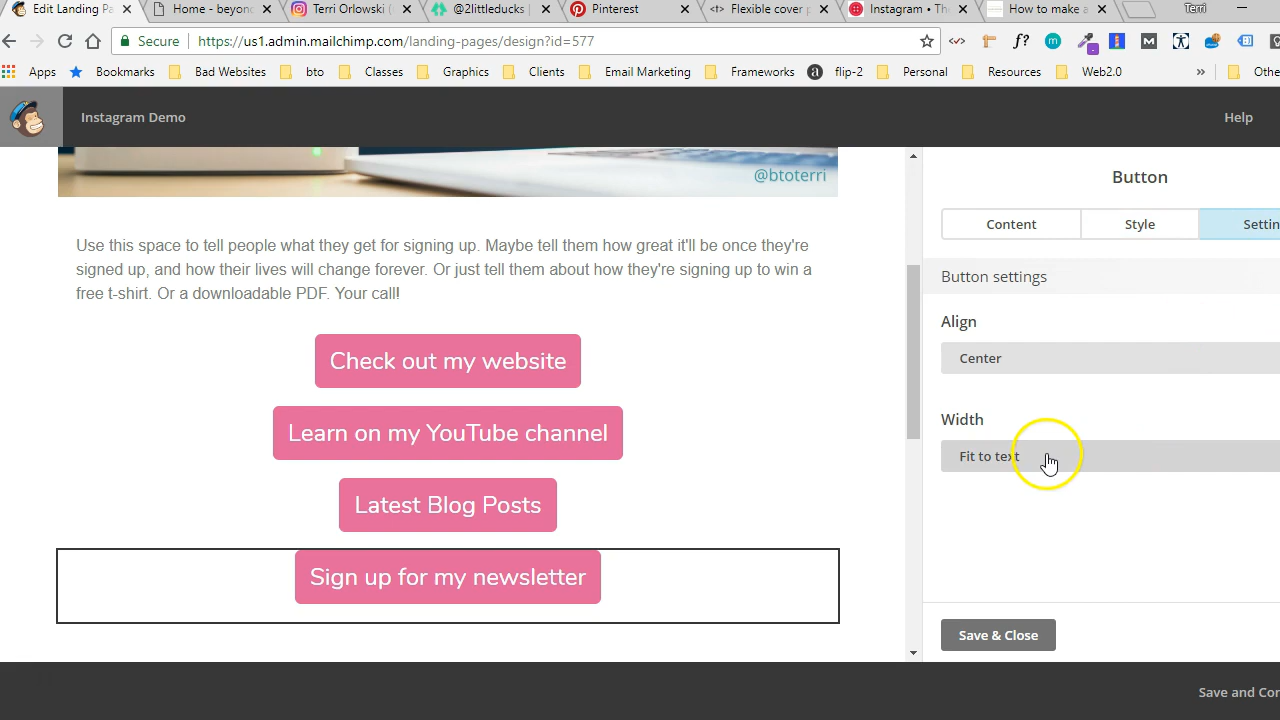 Edit Landing Pa
Home - beyon
Terri Orlowski (
@2littleducks |
Pinterest
Flexible cover p
Instagram • Th
How to make a
Terri
Secure
https://us1.admin.mailchimp.com/landing-pages/design?id=577
f?
m
M
Apps
Bookmarks
Bad Websites
bto
Classes
Graphics
Clients
Email Marketing
Frameworks
a
flip-2
Personal
Resources
Web2.0
»
Othe
Instagram Demo
Help
@btoterri
Button
Content
Style
Settin
Use this space to tell people what they get for signing up. Maybe tell them how great it'll be once they're
signed up, and how their lives will change forever. Or just tell them about how they're signing up to win a
free t-shirt. Or a downloadable PDF. Your call!
Button settings
Align
Center
Check out my website
Width
Learn on my YouTube channel
Fit to text
Latest Blog Posts
Sign up for my newsletter
Save & Close
Save and Con